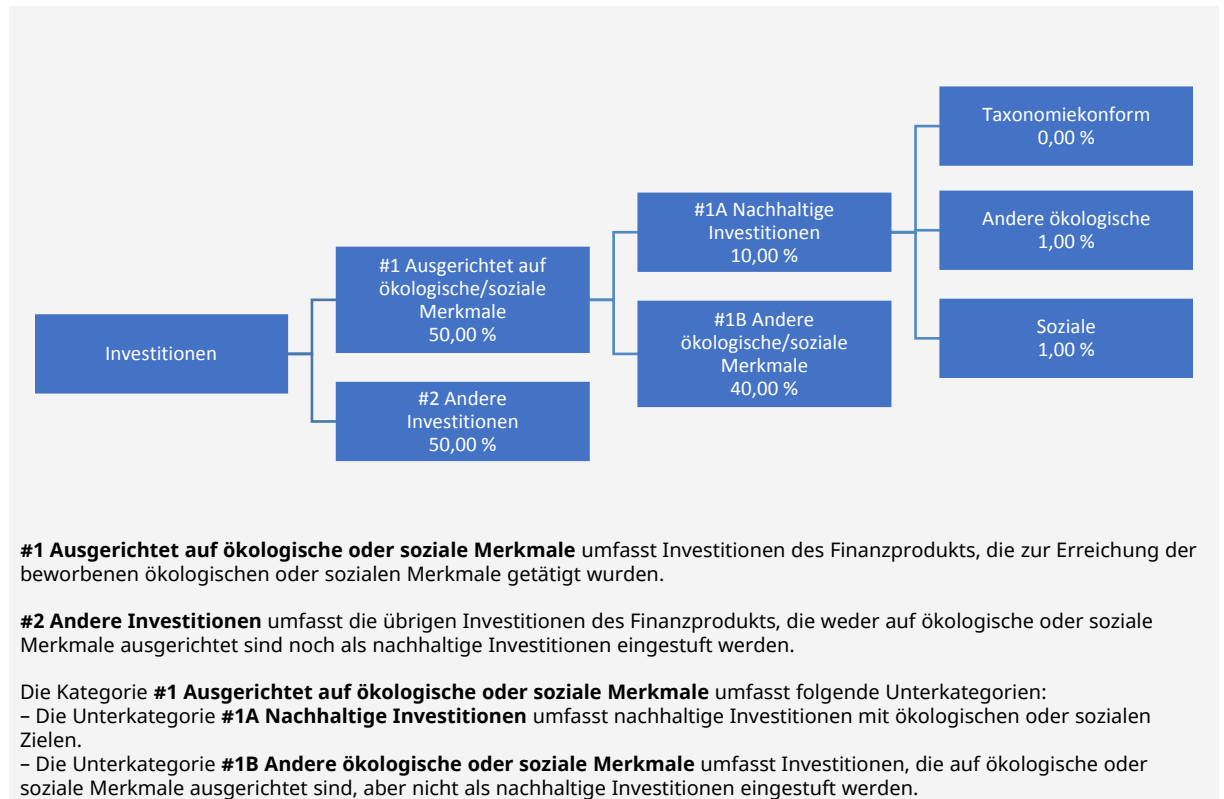 Investitionen
#1 Ausgerichtet auf
ökologische/soziale
Merkmale
50,00 %
#2 Andere
Investitionen
50,00 %
#1A Nachhaltige
Investitionen
10,00 %
#1B Andere
ökologische/soziale
Merkmale
40,00 %
Taxonomiekonform
0,00 %
Andere ökologische
1,00 %
Soziale
1,00 %
#1 Ausgerichtet auf ökologische oder soziale Merkmale umfasst Investitionen des Finanzprodukts, die zur Erreichung der
beworbenen ökologischen oder sozialen Merkmale getätigt wurden.
#2 Andere Investitionen umfasst die übrigen Investitionen des Finanzprodukts, die weder auf ökologische oder soziale
Merkmale ausgerichtet sind noch als nachhaltige Investitionen eingestuft werden.
Die Kategorie #1 Ausgerichtet auf ökologische oder soziale Merkmale umfasst folgende Unterkategorien:
– Die Unterkategorie #1A Nachhaltige Investitionen umfasst nachhaltige Investitionen mit ökologischen oder sozialen
Zielen.
– Die Unterkategorie #1B Andere ökologische oder soziale Merkmale umfasst Investitionen, die auf ökologische oder
soziale Merkmale ausgerichtet sind, aber nicht als nachhaltige Investitionen eingestuft werden.